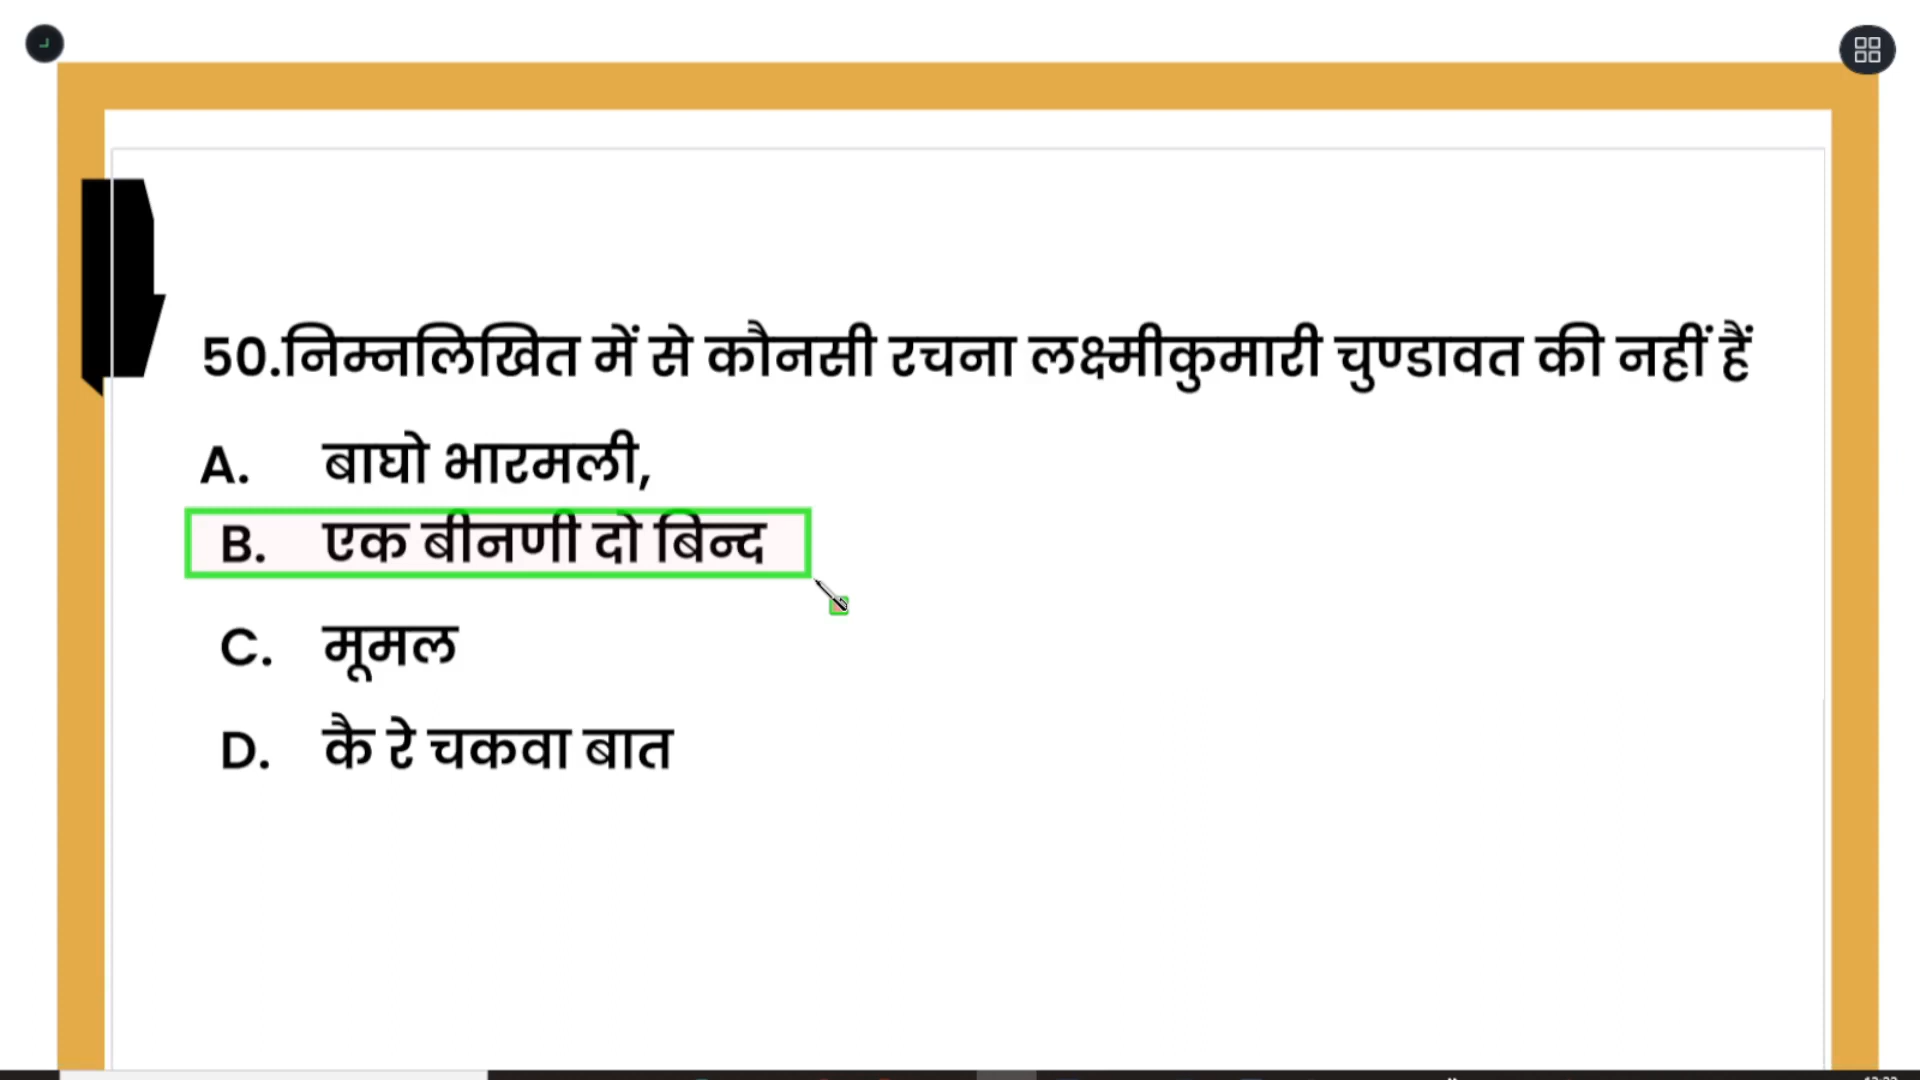 50.निम्नलिखित में से कौनसी रचना लक्ष्मीकुमारी चुण्डावत की नहीं हैं
A. बाघो भारमली,
B. एक बीनणी दो बिन्द
C. मूमल
D. कै रे चकवा बात